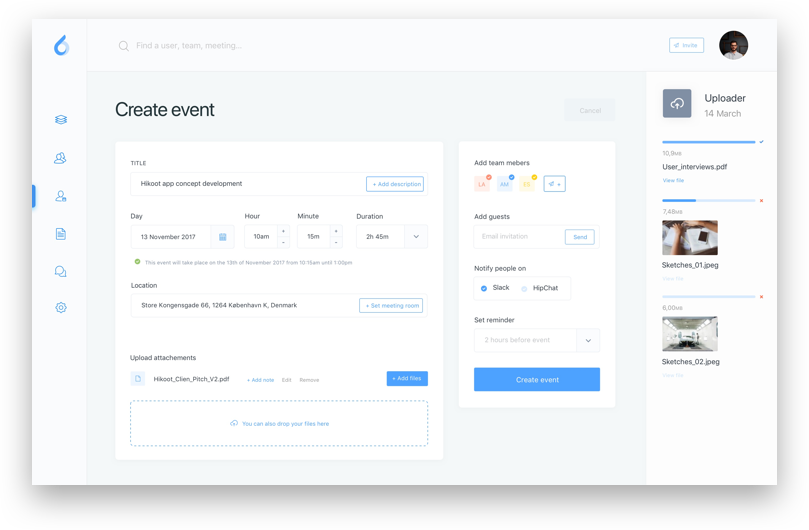 Find a user, team, meeting...
Invite
Create event
Cancel
TITLE
Hikoot app concept development
+ Add description
Day
Hour
Minute
Duration
13 November 2017
10am
+
-
15m
+
-
2h 45m
This event will take place on the 13th of November 2017 from 10:15am until 1:00pm
Location
Store Kongensgade 66, 1264 København K, Denmark
+ Set meeting room
Upload attachements
Hikoot_Clien_Pitch_V2.pdf
+ Add note
Edit
Remove
+ Add files
You can also drop your files here
Add team mebers
LA
AM
ES
+
Add guests
Email invitation
Send
Notify people on
Slack
HipChat
Set reminder
2 hours before event
Create event
Uploader
14 March
10,9MB
User_interviews.pdf
View file
7,48MB
Sketches_01.jpeg
View file
6,00MB
Sketches_02.jpeg
View file